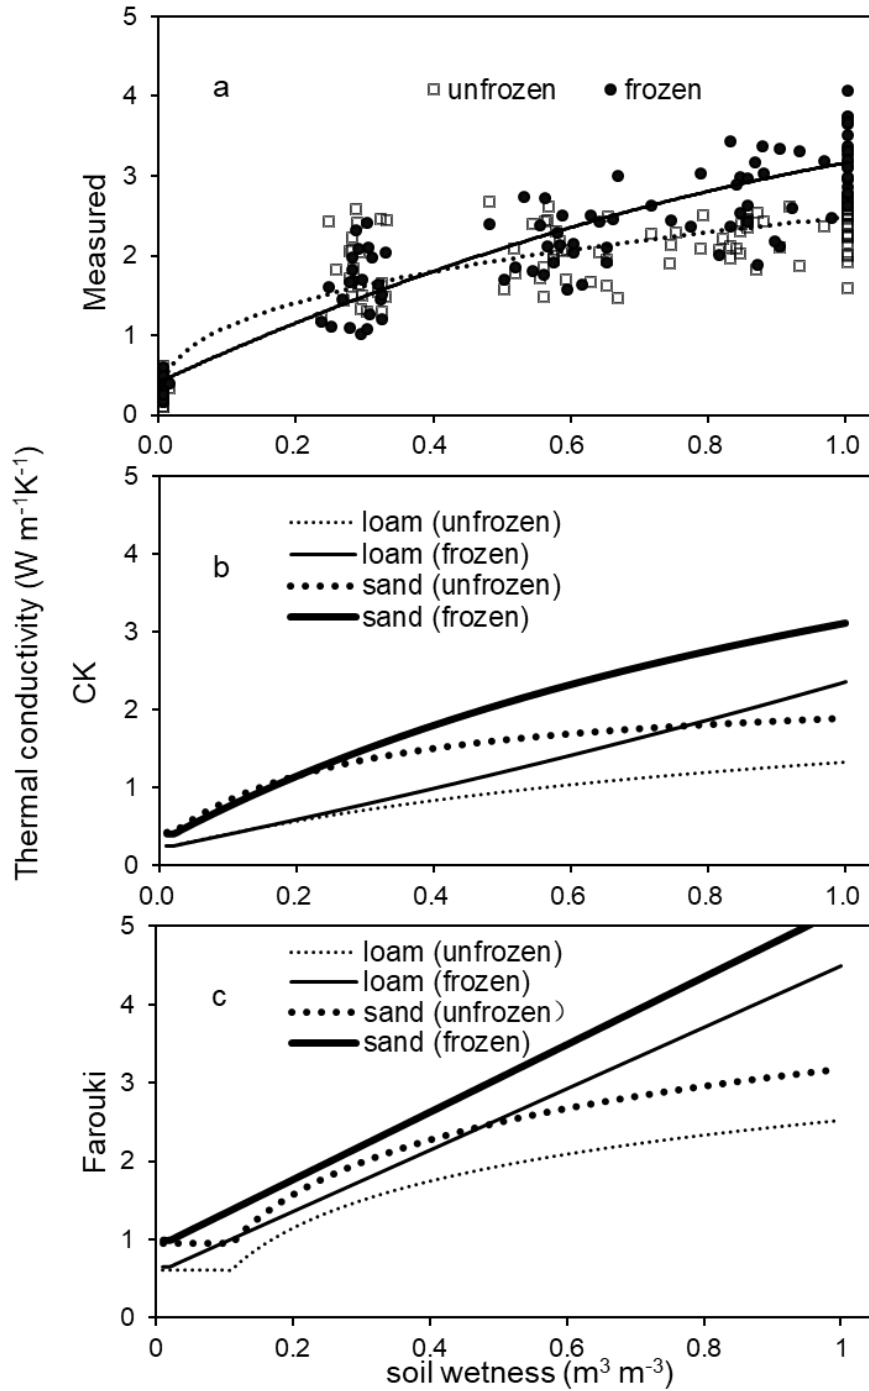 Thermal conductivity (W m⁻¹K⁻¹)
5
4
3
2
1
0
Measured
a
unfrozen
frozen
0.0 0.2 0.4 0.6 0.8 1.0
5
4
3
2
1
0
CK
b
loam (unfrozen)
loam (frozen)
sand (unfrozen)
sand (frozen)
0.0 0.2 0.4 0.6 0.8 1.0
5
4
3
2
1
0
Farouki
c
loam (unfrozen)
loam (frozen)
sand (unfrozen）
sand (frozen)
0 0.2 0.4 0.6 0.8 1
soil wetness (m³ m⁻³)